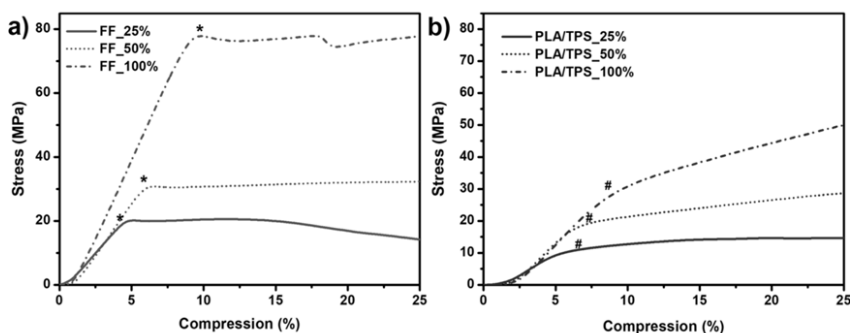 a)
FF_25%
FF_50%
FF_100%
*
*
*
80
60
40
20
0
0 5 10 15 20 25
Stress (MPa)
Compression (%)
b)
PLA/TPS_25%
PLA/TPS_50%
PLA/TPS_100%
#
#
#
80
70
60
50
40
30
20
10
0
0 5 10 15 20 25
Stress (MPa)
Compression (%)